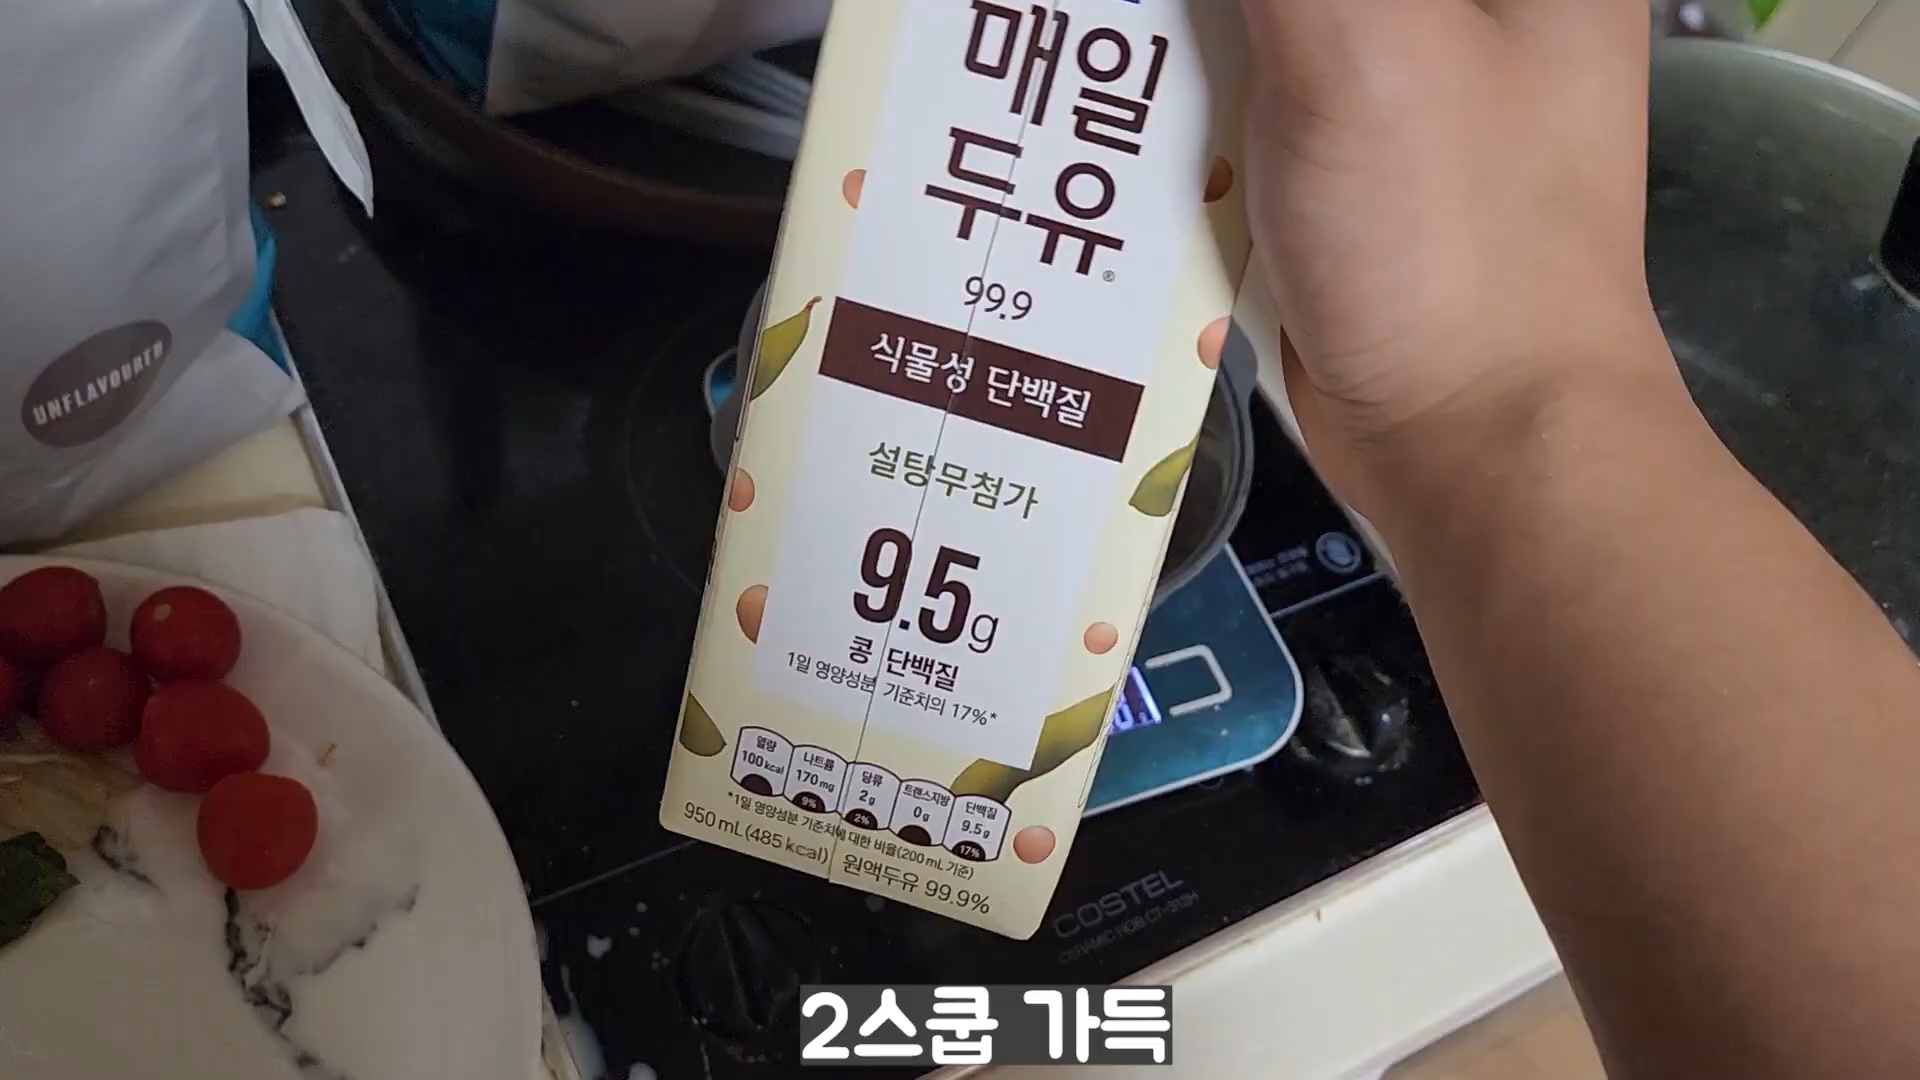 매일
두유
®
99.9
식물성 단백질
설탕무첨가
9.5g
콩 단백질
1일 영양성분 기준치의 17%*
열량 100 kcal
나트륨 170 mg 9%
당류 2g 2%
트랜스지방 0g
단백질 9.5g 17%
*1일 영양성분 기준치에 대한 비율(200 mL 기준)
950 mL(485 kcal) 원액두유 99.9%
UNFLAVOURED
COSTEL
CERAMIC HOB
2스쿱 가득